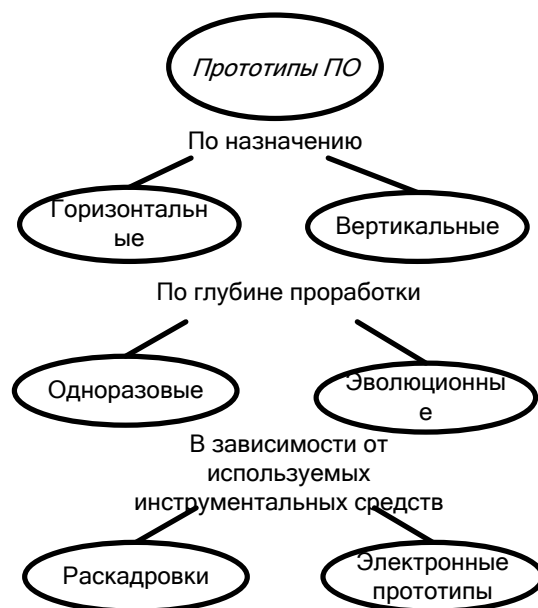 Прототипы ПО
По назначению
Горизонтальн
ые
Вертикальные
По глубине проработки
Одноразовые
Эволюционны
е
В зависимости от
используемых
инструментальных средств
Раскадровки
Электронные
прототипы